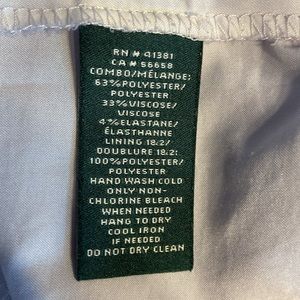 RN # 41381
CA # 56658
COMBO/MÉLANGE:
63%POLYESTER/
POLYESTER
33%VISCOSE/
VISCOSE
4%ELASTANE/
ÉLASTHANNE
LINING 18.2/
DOUBLURE 18.2:
100%POLYESTER/
POLYESTER
HAND WASH COLD
ONLY NON-
CHLORINE BLEACH
WHEN NEEDED
HANG TO DRY
COOL IRON
IF NEEDED
DO NOT DRY CLEAN